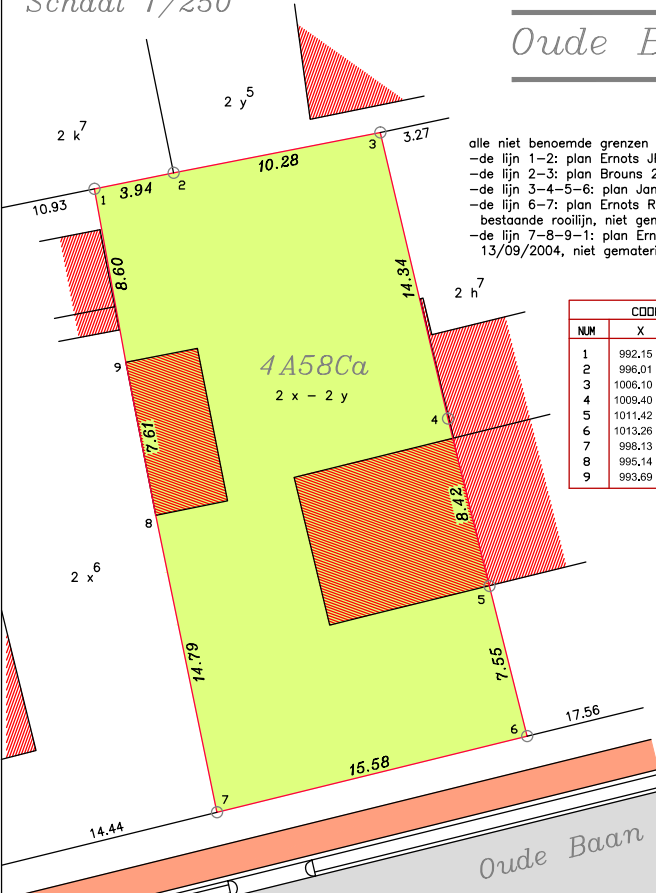 Schaal 1/250
Oude B
2 y5
2 k7
3
3.27
alle niet benoemde grenzen
-de lijn 1-2: plan Ernots
-de lijn 2-3: plan Brouns 2
-de lijn 3-4-5-6: plan Jan
-de lijn 6-7: plan Ernots R
bestaande rooilijn, niet
-de lijn 7-8-9-1: plan
13/09/2004, niet
10.28
3.94
2
1
10.93
8.60
14.34
2 h7
9
4A58Ca
2 x - 2 y
NUM X
1 992.15
2 996.01
3 1006.10
4 1009.40
5 1011.42
6 1013.26
7 998.13
8 995.14
9 993.69
4
7.61
8.42
8
2 x6
5
14.79
7.55
6
17.56
15.58
7
14.44
Oude Baan